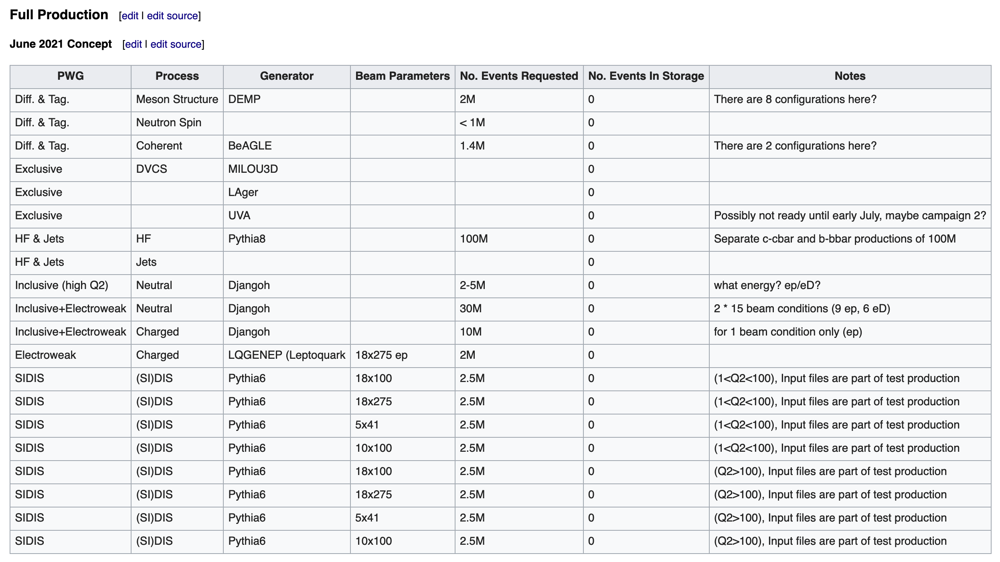 Full Production [edit | edit source]
June 2021 Concept [edit | edit source]
PWG Process Generator Beam Parameters No. Events Requested No. Events In Storage Notes
Diff. & Tag. Meson Structure DEMP 2M 0 There are 8 configurations here?
Diff. & Tag. Neutron Spin < 1M 0
Diff. & Tag. Coherent BeAGLE 1.4M 0 There are 2 configurations here?
Exclusive DVCS MILOU3D 0
Exclusive LAger 0
Exclusive UVA 0 Possibly not ready until early July, maybe campaign 2?
HF & Jets HF Pythia8 100M 0 Separate c-cbar and b-bbar productions of 100M
HF & Jets Jets 0
Inclusive (high Q2) Neutral Djangoh 2-5M 0 what energy? ep/eD?
Inclusive+Electroweak Neutral Djangoh 30M 0 2 * 15 beam conditions (9 ep, 6 eD)
Inclusive+Electroweak Charged Djangoh 10M 0 for 1 beam condition only (ep)
Electroweak Charged LQGENEP (Leptoquark 18x275 ep 2M 0
SIDIS (SI)DIS Pythia6 18x100 2.5M 0 (1<Q2<100), Input files are part of test production
SIDIS (SI)DIS Pythia6 18x275 2.5M 0 (1<Q2<100), Input files are part of test production
SIDIS (SI)DIS Pythia6 5x41 2.5M 0 (1<Q2<100), Input files are part of test production
SIDIS (SI)DIS Pythia6 10x100 2.5M 0 (1<Q2<100), Input files are part of test production
SIDIS (SI)DIS Pythia6 18x100 2.5M 0 (Q2>100), Input files are part of test production
SIDIS (SI)DIS Pythia6 18x275 2.5M 0 (Q2>100), Input files are part of test production
SIDIS (SI)DIS Pythia6 5x41 2.5M 0 (Q2>100), Input files are part of test production
SIDIS (SI)DIS Pythia6 10x100 2.5M 0 (Q2>100), Input files are part of test production